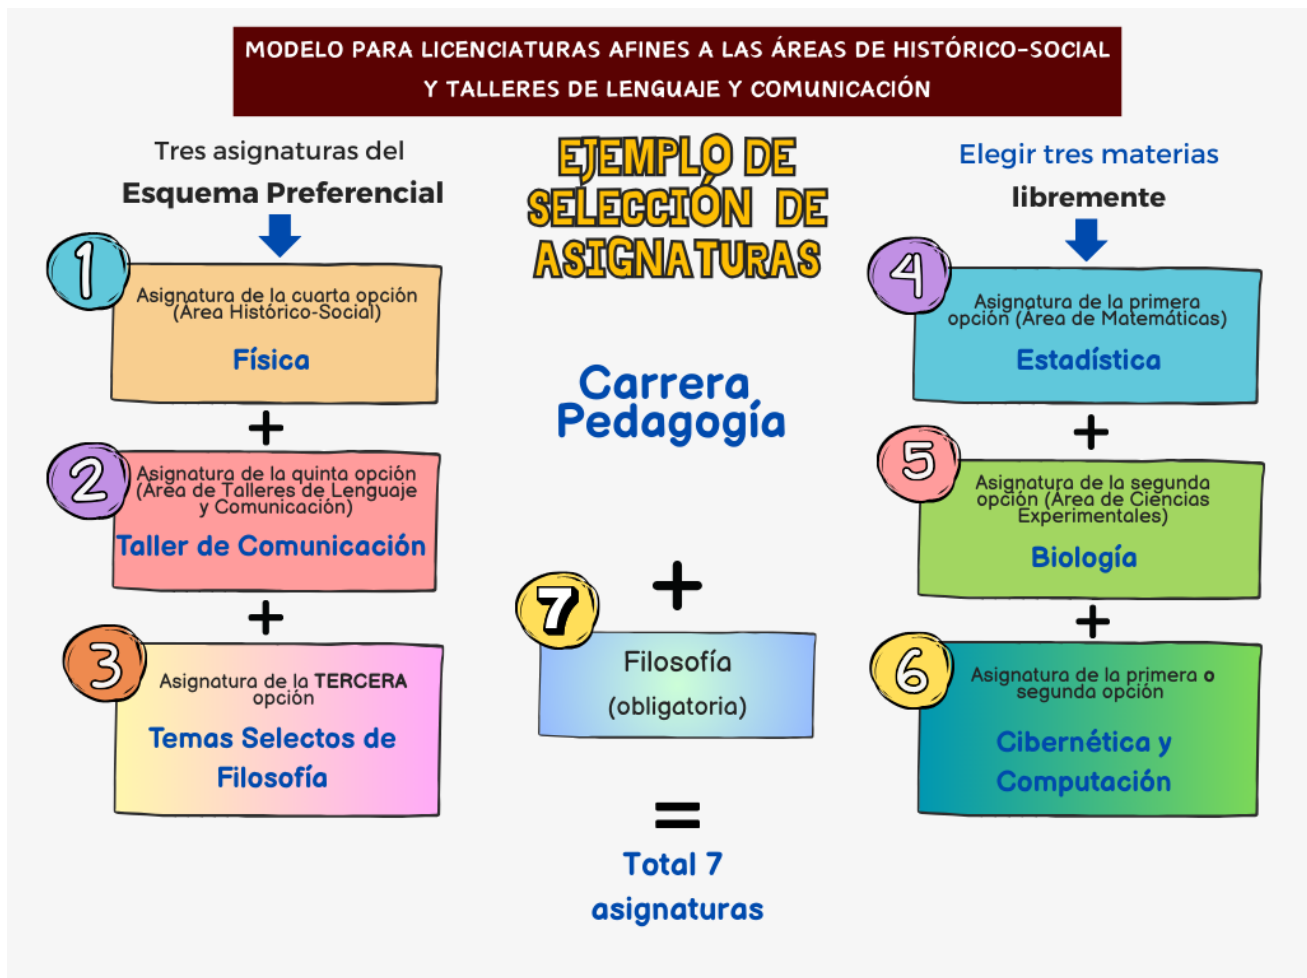 MODELO PARA LICENCIATURAS AFINES A LAS ÁREAS DE HISTÓRICO-SOCIAL
Y TALLERES DE LENGUAJE Y COMUNICACIÓN
Tres asignaturas del
Esquema Preferencial
1
Asignatura de la cuarta opción
(Área Histórico-Social)
Física
+
2
Asignatura de la quinta opción
(Área de Talleres de Lenguaje
y Comunicación)
Taller de Comunicación
+
3
Asignatura de la TERCERA
opción
Temas Selectos de
Filosofía
EJEMPLO DE
SELECCIÓN DE
ASIGNATURAS
Carrera
Pedagogía
+
7
Filosofía
(obligatoria)
=
Total 7
asignaturas
Elegir tres materias
libremente
4
Asignatura de la primera
opción (Área de Matemáticas)
Estadística
+
5
Asignatura de la segunda
opción (Área de Ciencias
Experimentales)
Biología
+
6
Asignatura de la primera o
segunda opción
Cibernética y
Computación